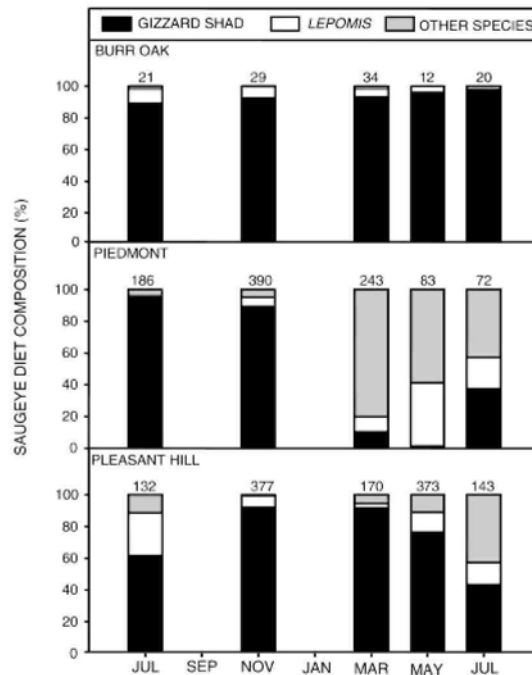 GIZZARD SHAD LEPOMIS OTHER SPECIES
BURR OAK
21 29 34 12 20
100
80
60
40
20
0
PIEDMONT
186 390 243 63 72
100
80
60
40
20
0
PLEASANT HILL
132 377 170 373 143
100
80
60
40
20
0
JUL SEP NOV JAN MAR MAY JUL
SAUGEYE DIET COMPOSITION (%)